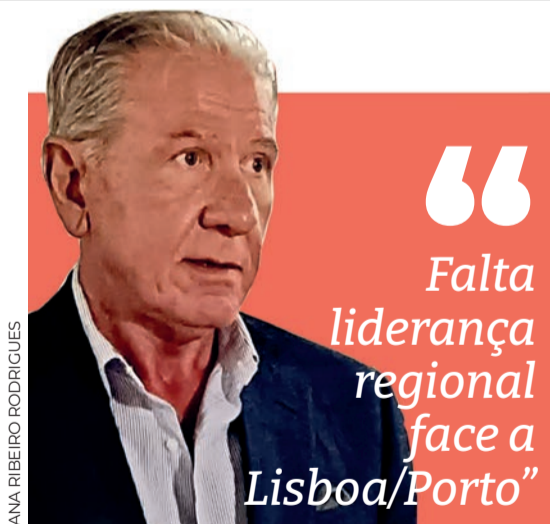 “
Falta
liderança
regional
face a
Lisboa/Porto”
ANA RIBEIRO RODRIGUES